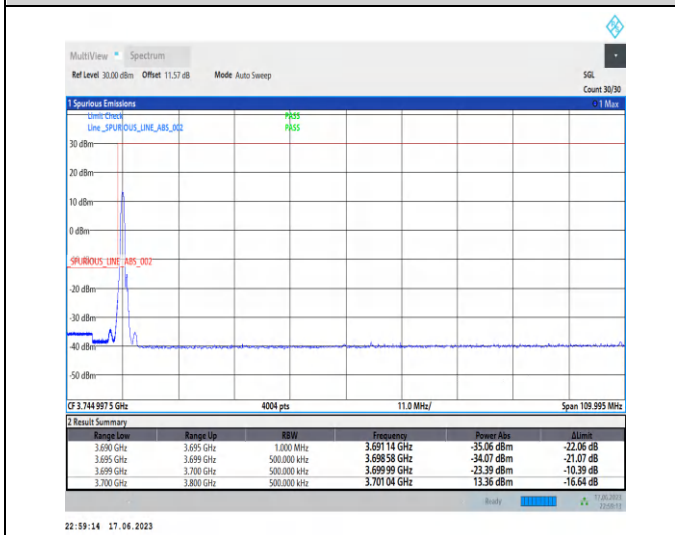 MultiView Spectrum
Ref Level 30.00 dBm Offset 11.57 dB Mode Auto Sweep SGL
Count 30/30
1 Spurious Emissions 1 Max
Limit Check PASS
Line _SPURIOUS_LINE_ABS_002 PASS
30 dBm
20 dBm
10 dBm
0 dBm
_SPURIOUS_LINE_ABS_002
-20 dBm
-30 dBm
-40 dBm
-50 dBm
CF 3.744 997 5 GHz 4004 pts 11.0 MHz/ Span 109.995 MHz
2 Result Summary
Range Low Range Up RBW Frequency Power Abs ΔLimit
3.690 GHz 3.695 GHz 1.000 MHz 3.691 14 GHz -35.06 dBm -22.06 dB
3.695 GHz 3.699 GHz 500.000 kHz 3.698 58 GHz -34.07 dBm -21.07 dB
3.699 GHz 3.700 GHz 500.000 kHz 3.699 99 GHz -23.39 dBm -10.39 dB
3.700 GHz 3.800 GHz 500.000 kHz 3.701 04 GHz 13.36 dBm -16.64 dB
Ready 17.06.2023
22:59:13
22:59:14 17.06.2023